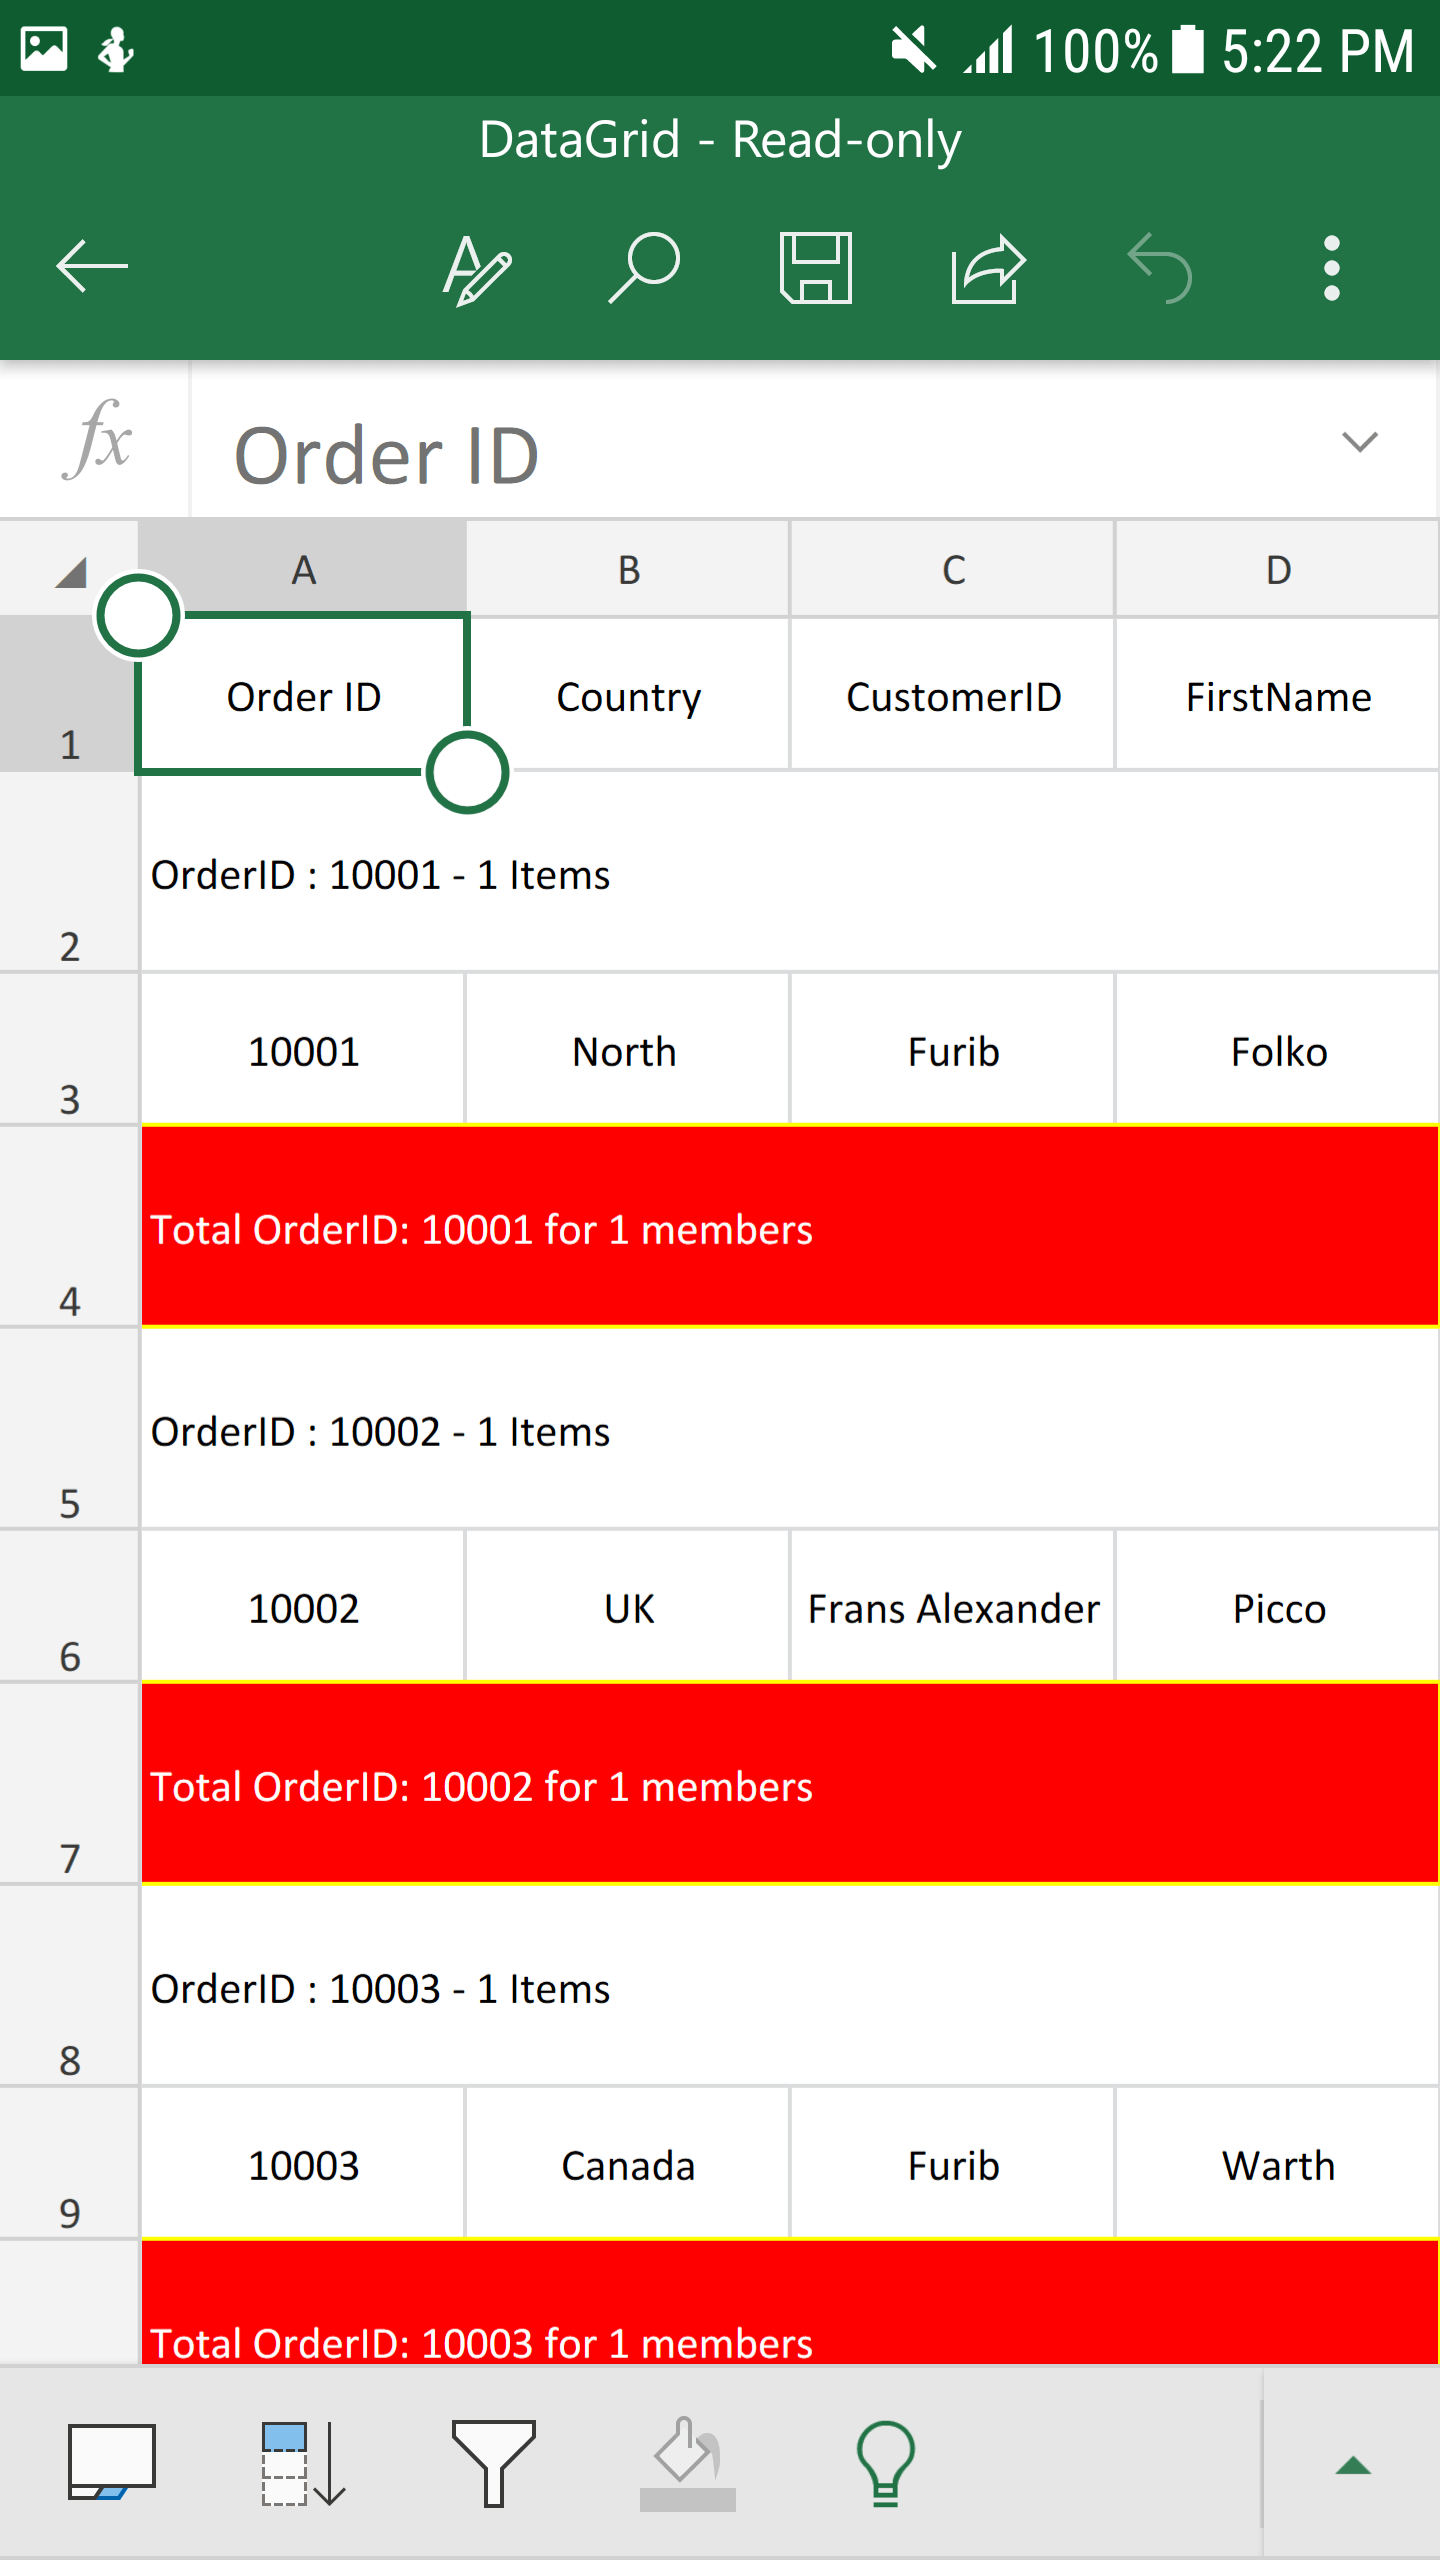 100% 5:22 PM
DataGrid - Read-only
fx Order ID
A B C D
1 Order ID Country CustomerID FirstName
2 OrderID : 10001 - 1 Items
3 10001 North Furib Folko
4 Total OrderID: 10001 for 1 members
5 OrderID : 10002 - 1 Items
6 10002 UK Frans Alexander Picco
7 Total OrderID: 10002 for 1 members
8 OrderID : 10003 - 1 Items
9 10003 Canada Furib Warth
Total OrderID: 10003 for 1 members